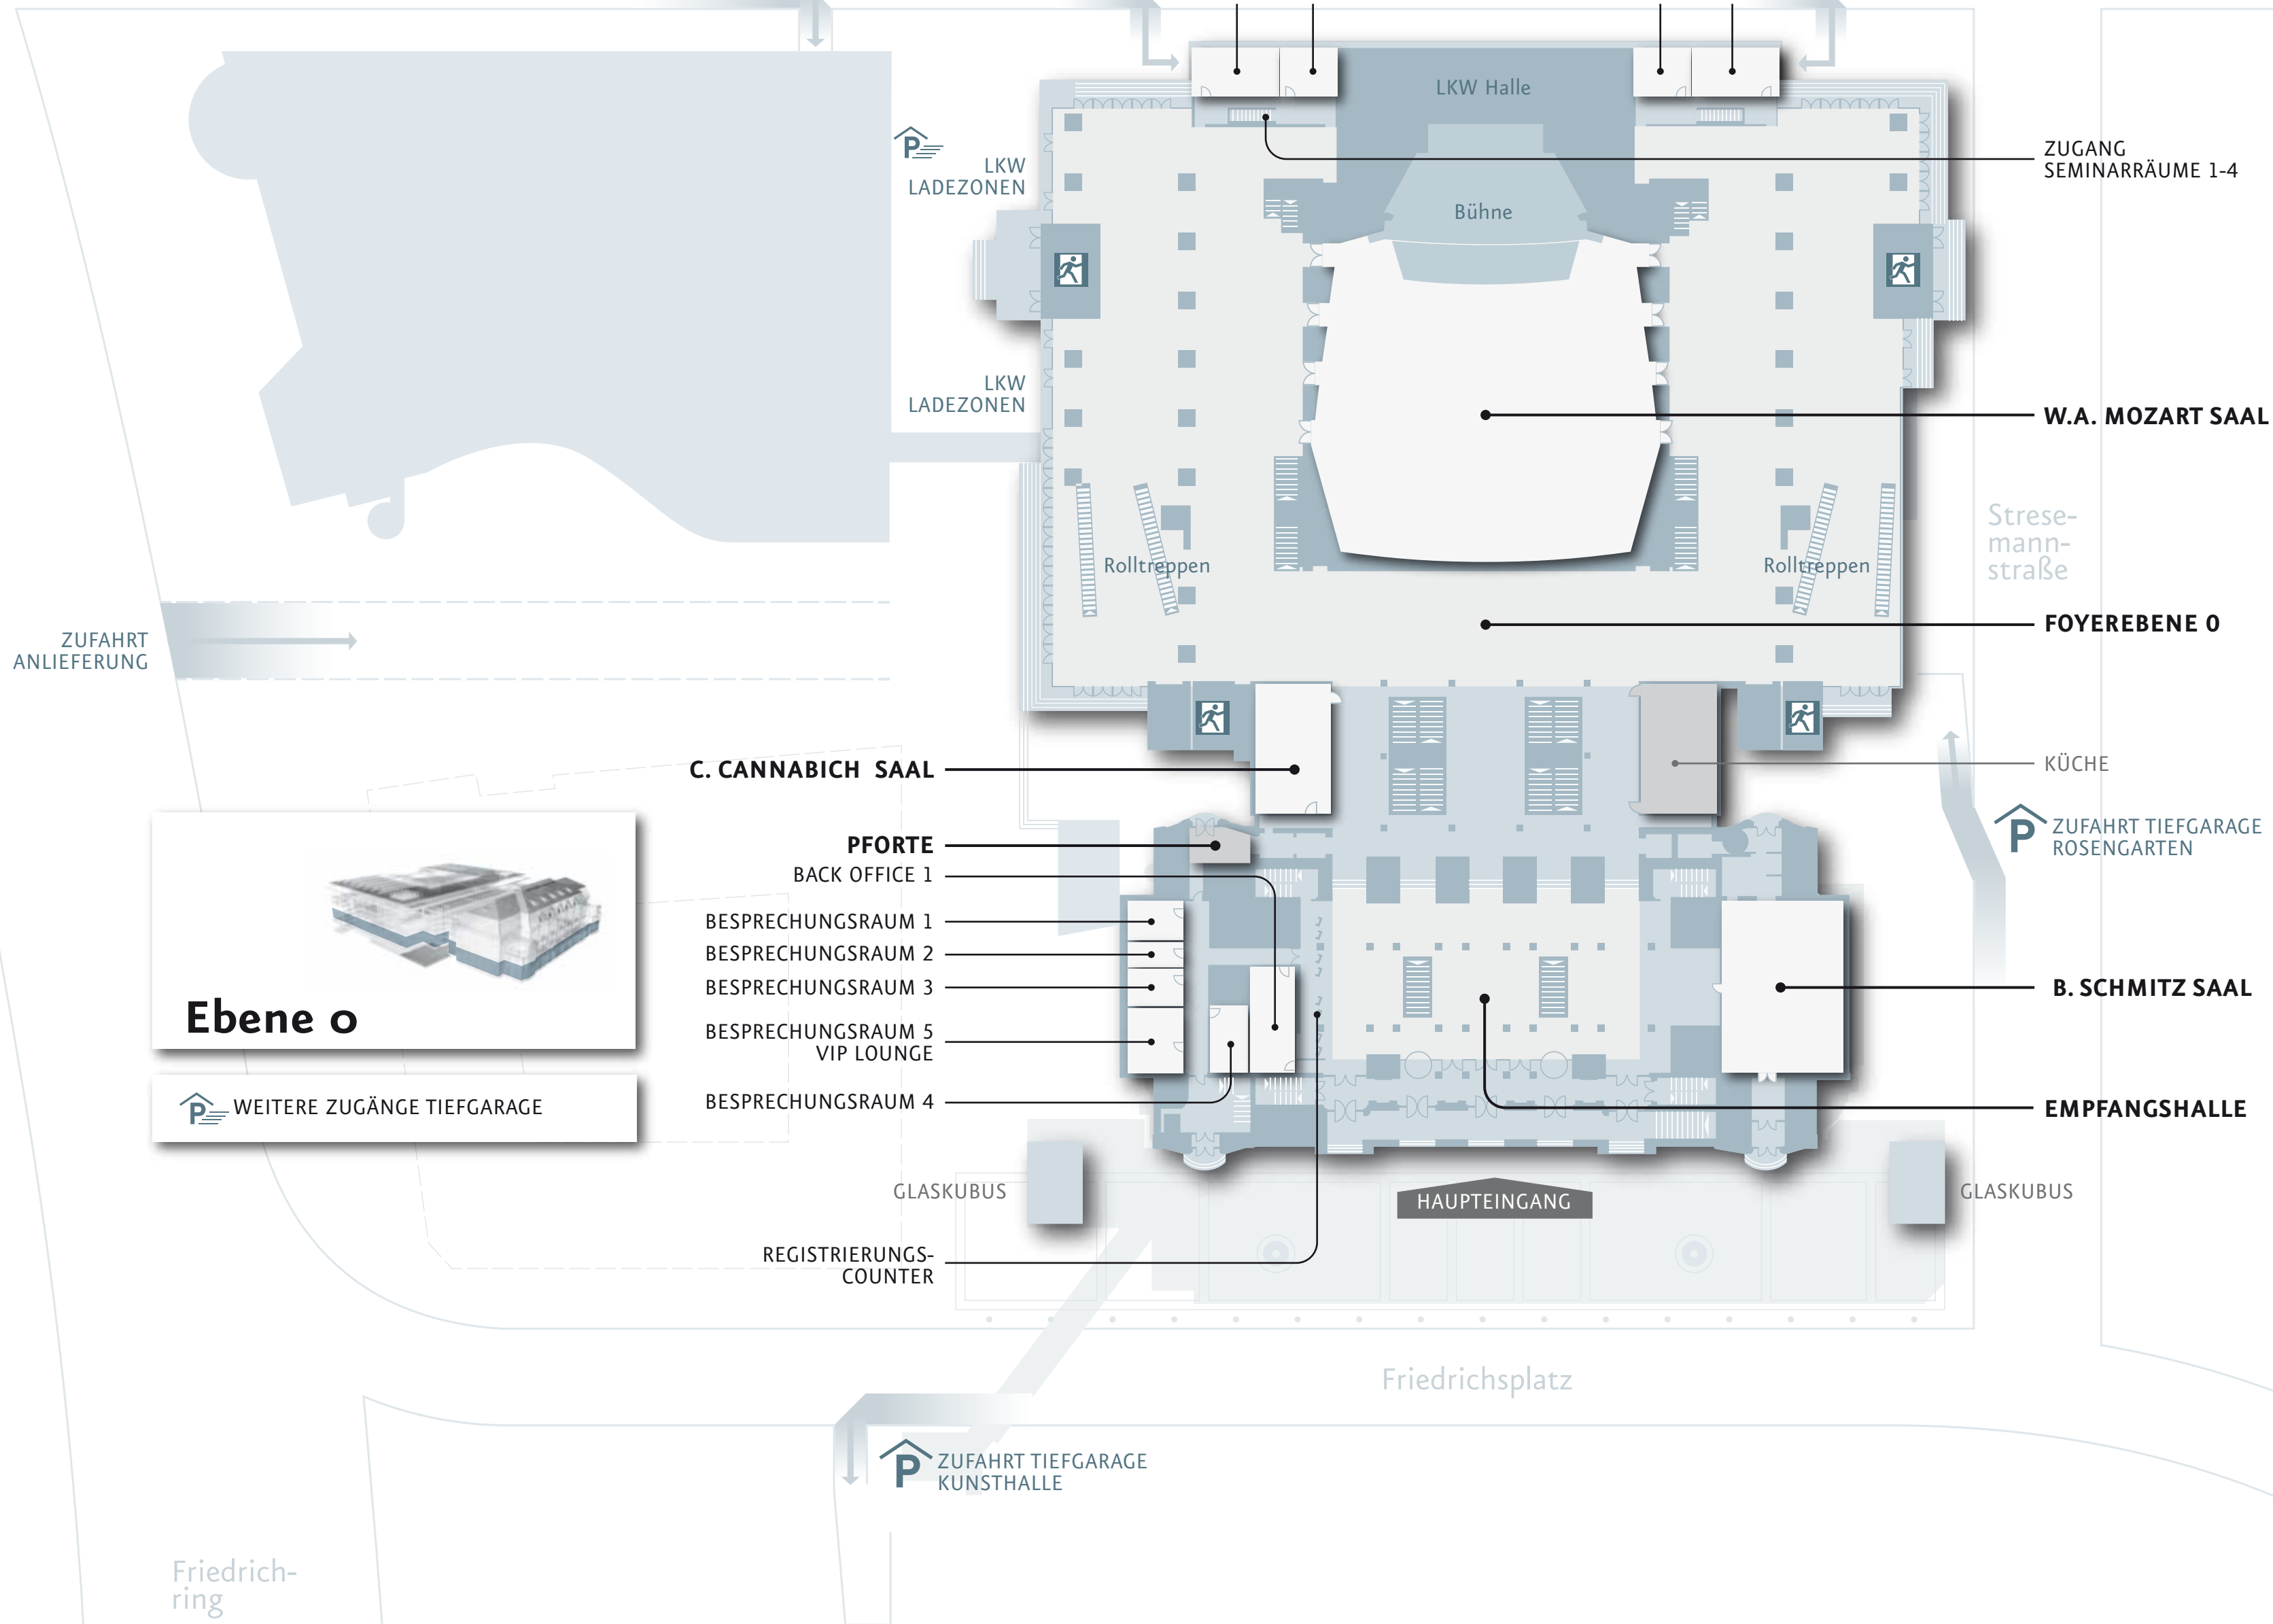 LKW Halle
ZUGANG
SEMINARRÄUME 1-4
P
LKW
LADEZONEN
Bühne
LKW
LADEZONEN
W.A. MOZART SAAL
Strese-
mann-
straße
Rolltreppen
Rolltreppen
FOYEREBENE 0
ZUFAHRT
ANLIEFERUNG
C. CANNABICH SAAL
KÜCHE
P
ZUFAHRT TIEFGARAGE
ROSENGARTEN
PFORTE
BACK OFFICE 1
BESPRECHUNGSRAUM 1
BESPRECHUNGSRAUM 2
BESPRECHUNGSRAUM 3
B. SCHMITZ SAAL
Ebene 0
BESPRECHUNGSRAUM 5
VIP LOUNGE
BESPRECHUNGSRAUM 4
EMPFANGSHALLE
P
WEITERE ZUGÄNGE TIEFGARAGE
GLASKUBUS
HAUPTEINGANG
GLASKUBUS
REGISTRIERUNGS-
COUNTER
Friedrichsplatz
P
ZUFAHRT TIEFGARAGE
KUNSTHALLE
Friedrich-
ring